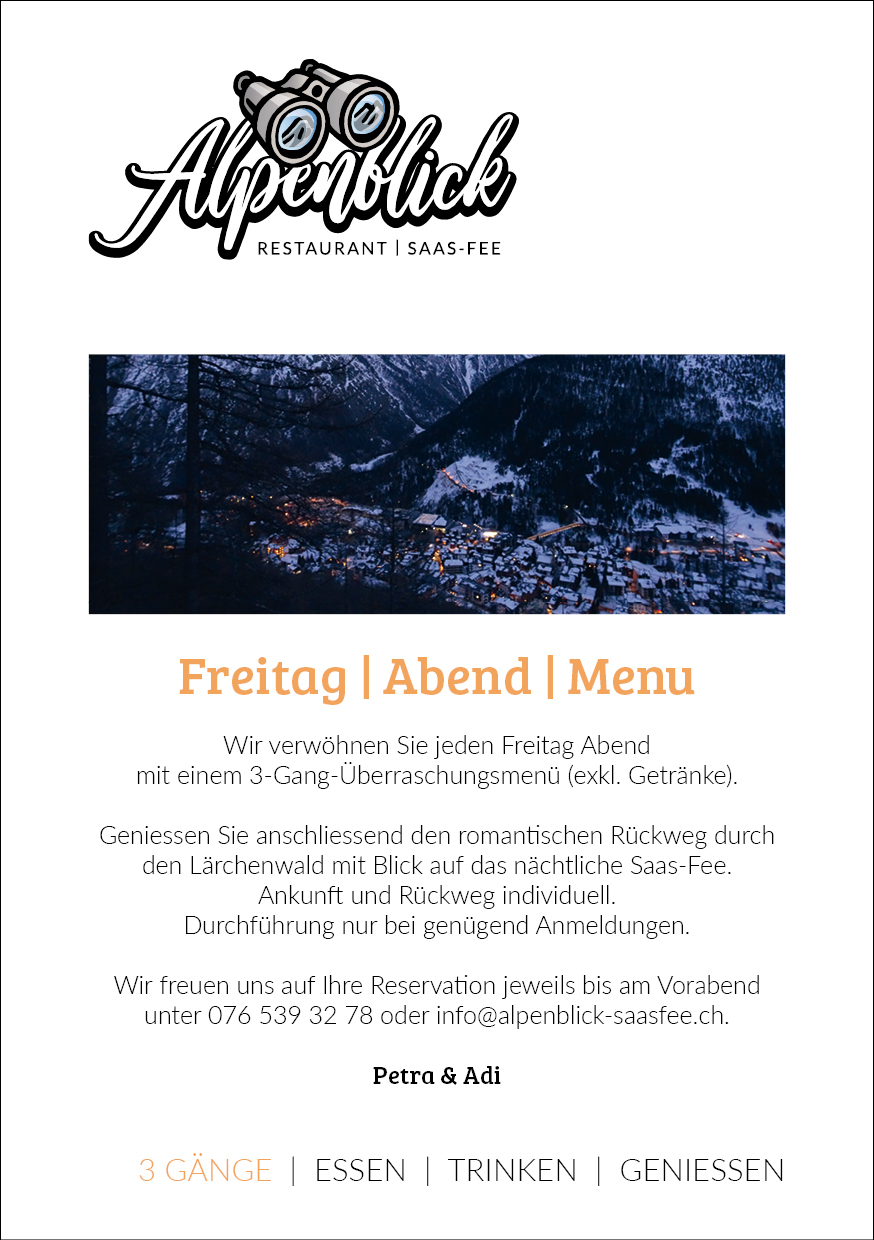 Alpenblick
RESTAURANT | SAAS-FEE
Freitag | Abend | Menu
Wir verwöhnen Sie jeden Freitag Abend
mit einem 3-Gang-Überraschungsmenü (exkl. Getränke).
Geniessen Sie anschliessend den romantischen Rückweg durch
den Lärchenwald mit Blick auf das nächtliche Saas-Fee.
Ankunft und Rückweg individuell.
Durchführung nur bei genügend Anmeldungen.
Wir freuen uns auf Ihre Reservation jeweils bis am Vorabend
unter 076 539 32 78 oder info@alpenblick-saasfee.ch.
Petra & Adi
3 GÄNGE | ESSEN | TRINKEN | GENIESSEN